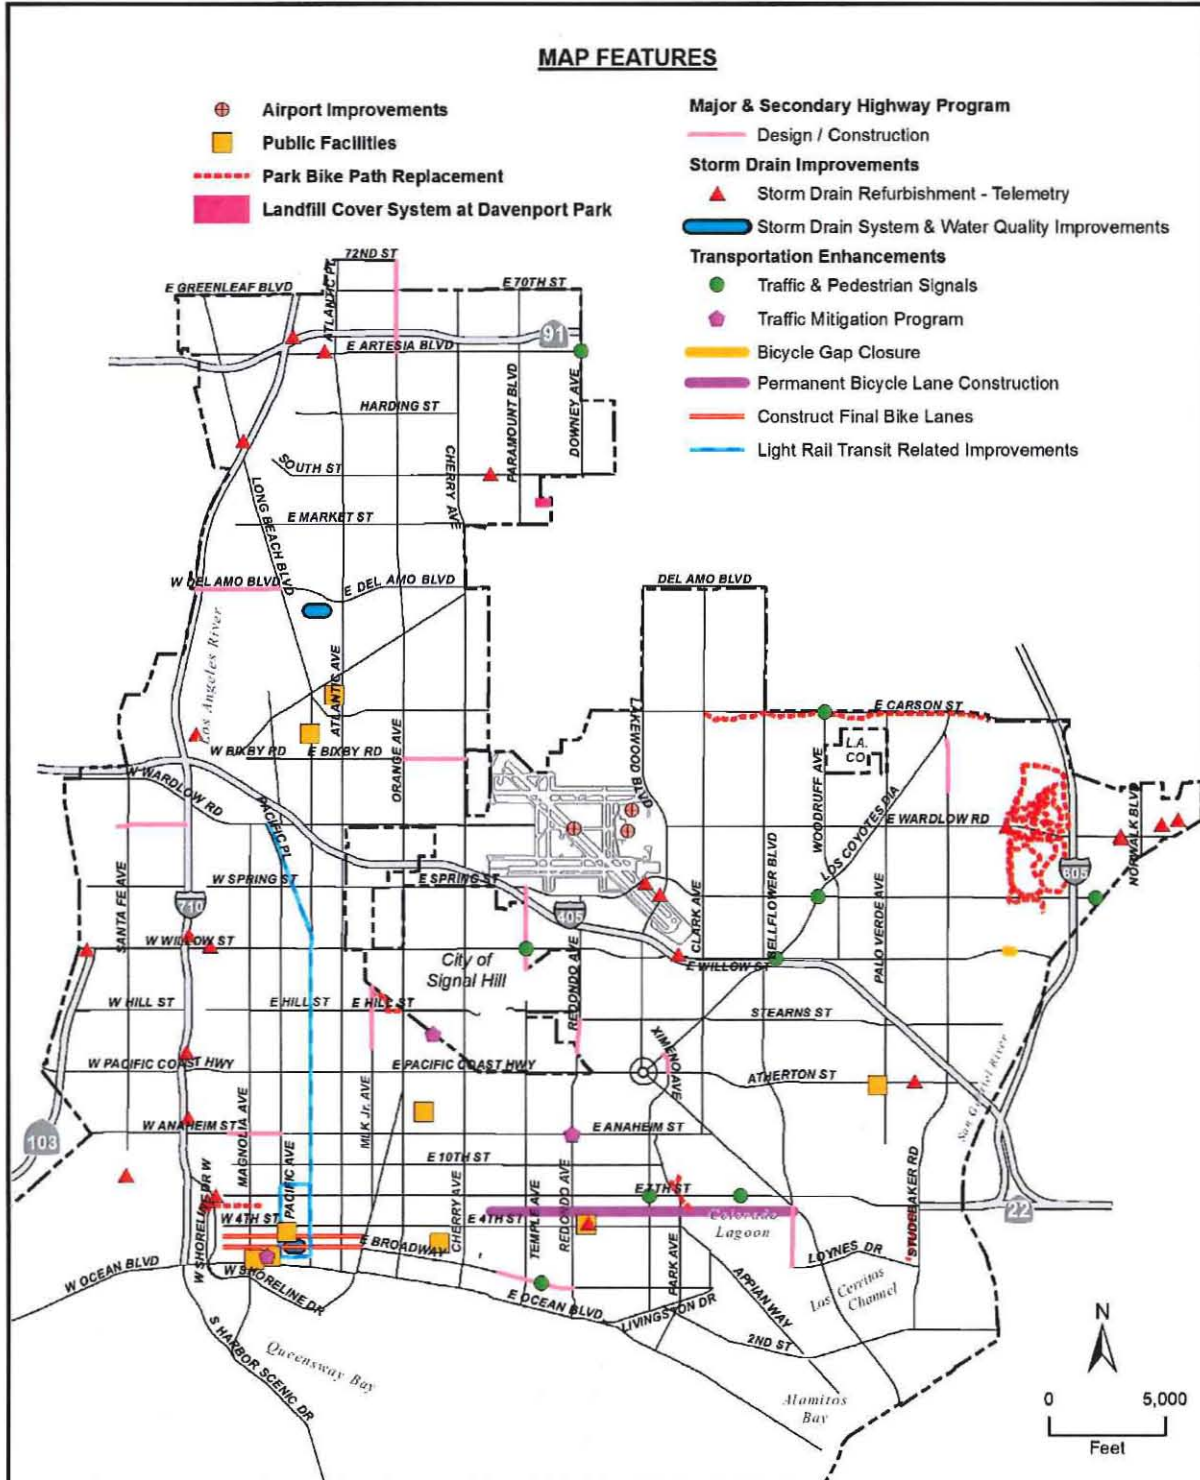 MAP FEATURES
Airport Improvements
Public Facilities
Park Bike Path Replacement
Landfill Cover System at Davenport Park
Major & Secondary Highway Program
Design / Construction
Storm Drain Improvements
Storm Drain Refurbishment - Telemetry
Storm Drain System & Water Quality Improvements
Transportation Enhancements
Traffic & Pedestrian Signals
Traffic Mitigation Program
Bicycle Gap Closure
Permanent Bicycle Lane Construction
Construct Final Bike Lanes
Light Rail Transit Related Improvements
72ND ST
E GREENLEAF BLVD
ATLANTIC PL
E 70TH ST
91
E ARTESIA BLVD
PARAMOUNT BLVD
DOWNEY AVE
HARDING ST
CHERRY AVE
SOUTH ST
LONG BEACH BLVD
E MARKET ST
W DEL AMO BLVD
E DEL AMO BLVD
DEL AMO BLVD
Los Angeles River
ATLANTIC AVE
LAKEWOOD BLVD
E CARSON ST
ORANGE AVE
W BIXBY RD
E BIXBY RD
L.A.
CO
WOODRUFF AVE
W WARDLOW RD
PACIFIC PL
LOS COYOTES DIA
E WARDLOW RD
NORWALK BLVD
BELLFLOWER BLVD
SANTA FE AVE
W SPRING ST
E SPRING ST
605
710
405
CLARK AVE
PALO VERDE AVE
W WILLOW ST
City of
Signal Hill
REDONDO AVE
E WILLOW ST
W HILL ST
E HILL ST
E HILL ST
STEARNS ST
XIMENO AVE
San Gabriel River
W PACIFIC COAST HWY
E PACIFIC COAST HWY
ATHERTON ST
MAGNOLIA AVE
MLK Jr. AVE
103
W ANAHEIM ST
E ANAHEIM ST
E 10TH ST
W SHORELINE DR
PACIFIC AVE
CHERRY AVE
TEMPLE AVE
REDONDO AVE
E 7TH ST
STUDEBAKER RD
22
W 4TH ST
E 4TH ST
Colorado
Lagoon
E BROADWAY
PARK AVE
LOYNES DR
W OCEAN BLVD
W SHORELINE DR
E OCEAN BLVD
LIVINGSTON DR
APPIAN WAY
Los Cerritos
Channel
2ND ST
S HARBOR SCENIC DR
Queensway Bay
Alamitos
Bay
N
0
5,000
Feet